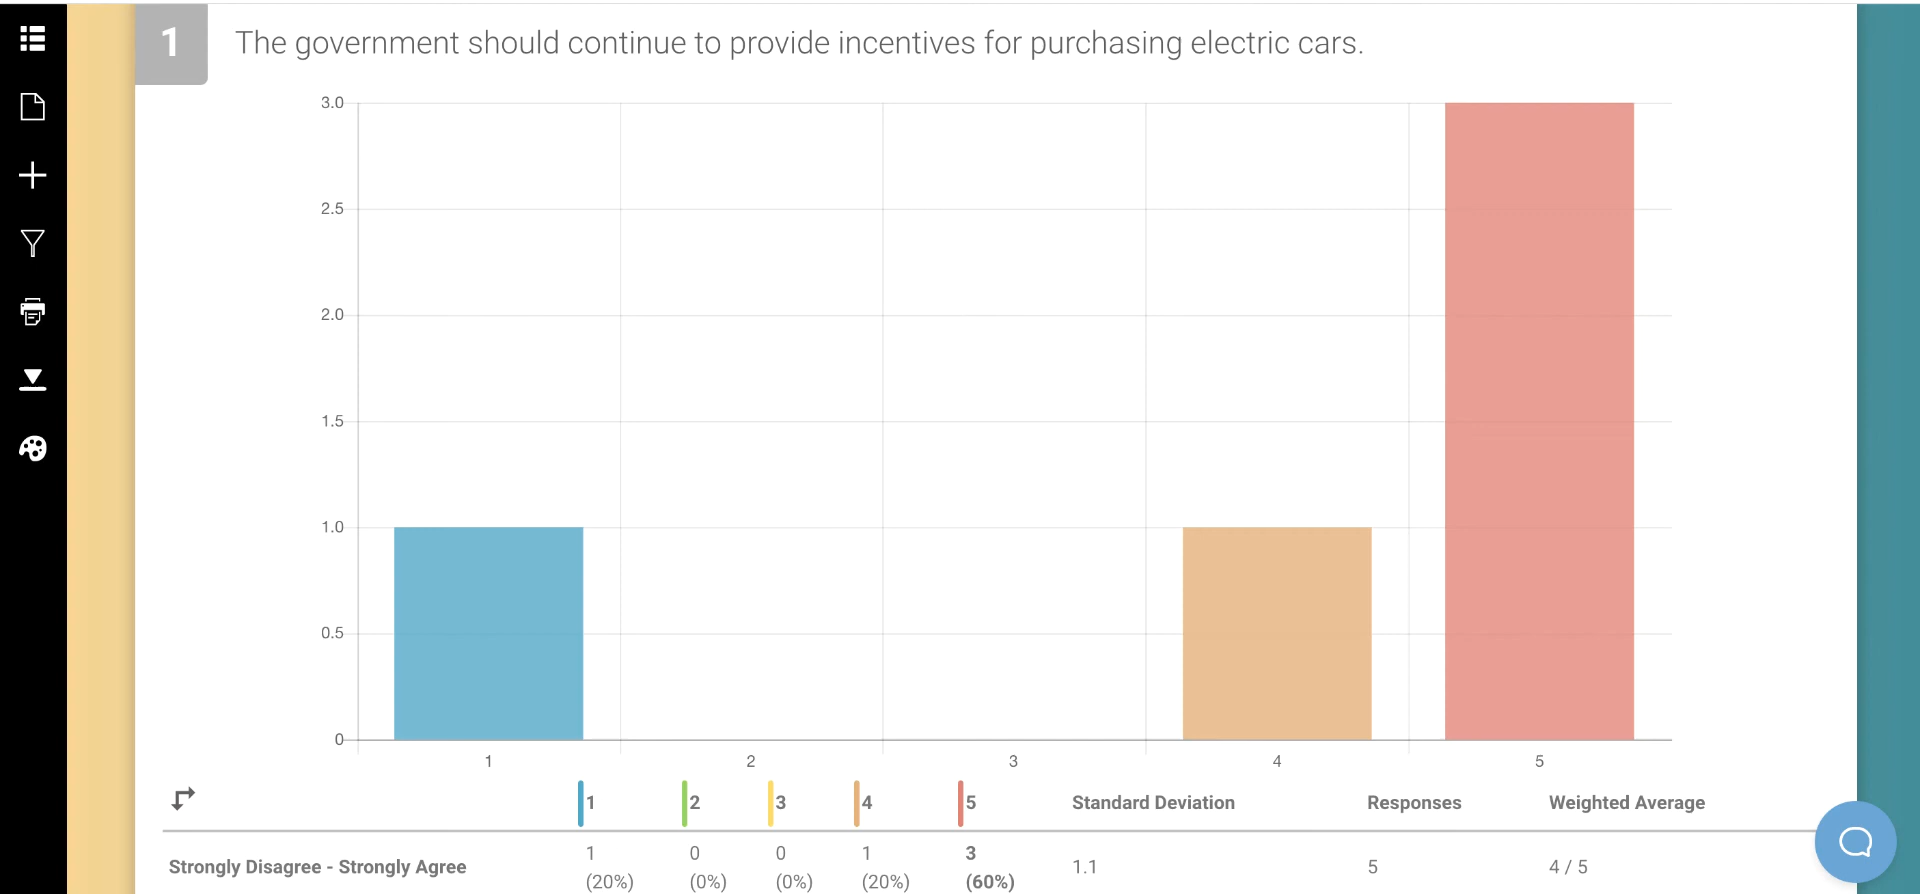 1
The government should continue to provide incentives for purchasing electric cars.
3.0
2.5
2.0
1.5
1.0
0.5
0
1 2 3 4 5
1 2 3 4 5 Standard Deviation Responses Weighted Average
Strongly Disagree - Strongly Agree 1 0 0 1 3 1.1 5 4 / 5
(20%) (0%) (0%) (20%) (60%)